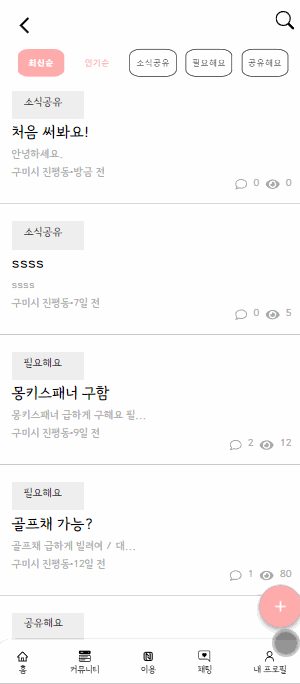 최신순 인기순 소식공유 필요해요 공유해요
소식공유
처음 써봐요!
안녕하세요.
구미시 진평동•방금 전
0 0
소식공유
ssss
ssss
구미시 진평동•7일 전
0 5
필요해요
몽키스패너 구함
몽키스패너 급하게 구해요 필...
구미시 진평동•9일 전
2 12
필요해요
골프채 가능?
골프채 급하게 빌려여 / 대...
구미시 진평동•12일 전
1 80
공유해요
홈 커뮤니티 이용 채팅 내 프로필